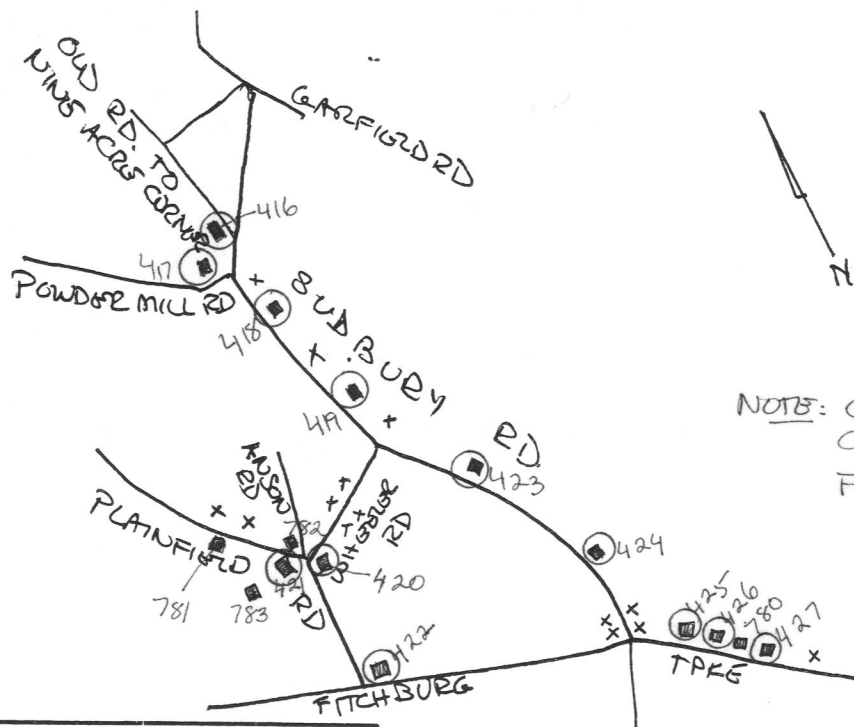 OLD RD. TO
NINE ACRE CORNER
GARFIELD RD
416
417
POWDER MILL RD
418
SUDBURY RD.
419
N
NOTE: C
C
F
423
ANSON
RD
PLAINFIELD RD
782
RD
420
421
781
783
422
424
425
426
780
427
FITCHBURG TPKE